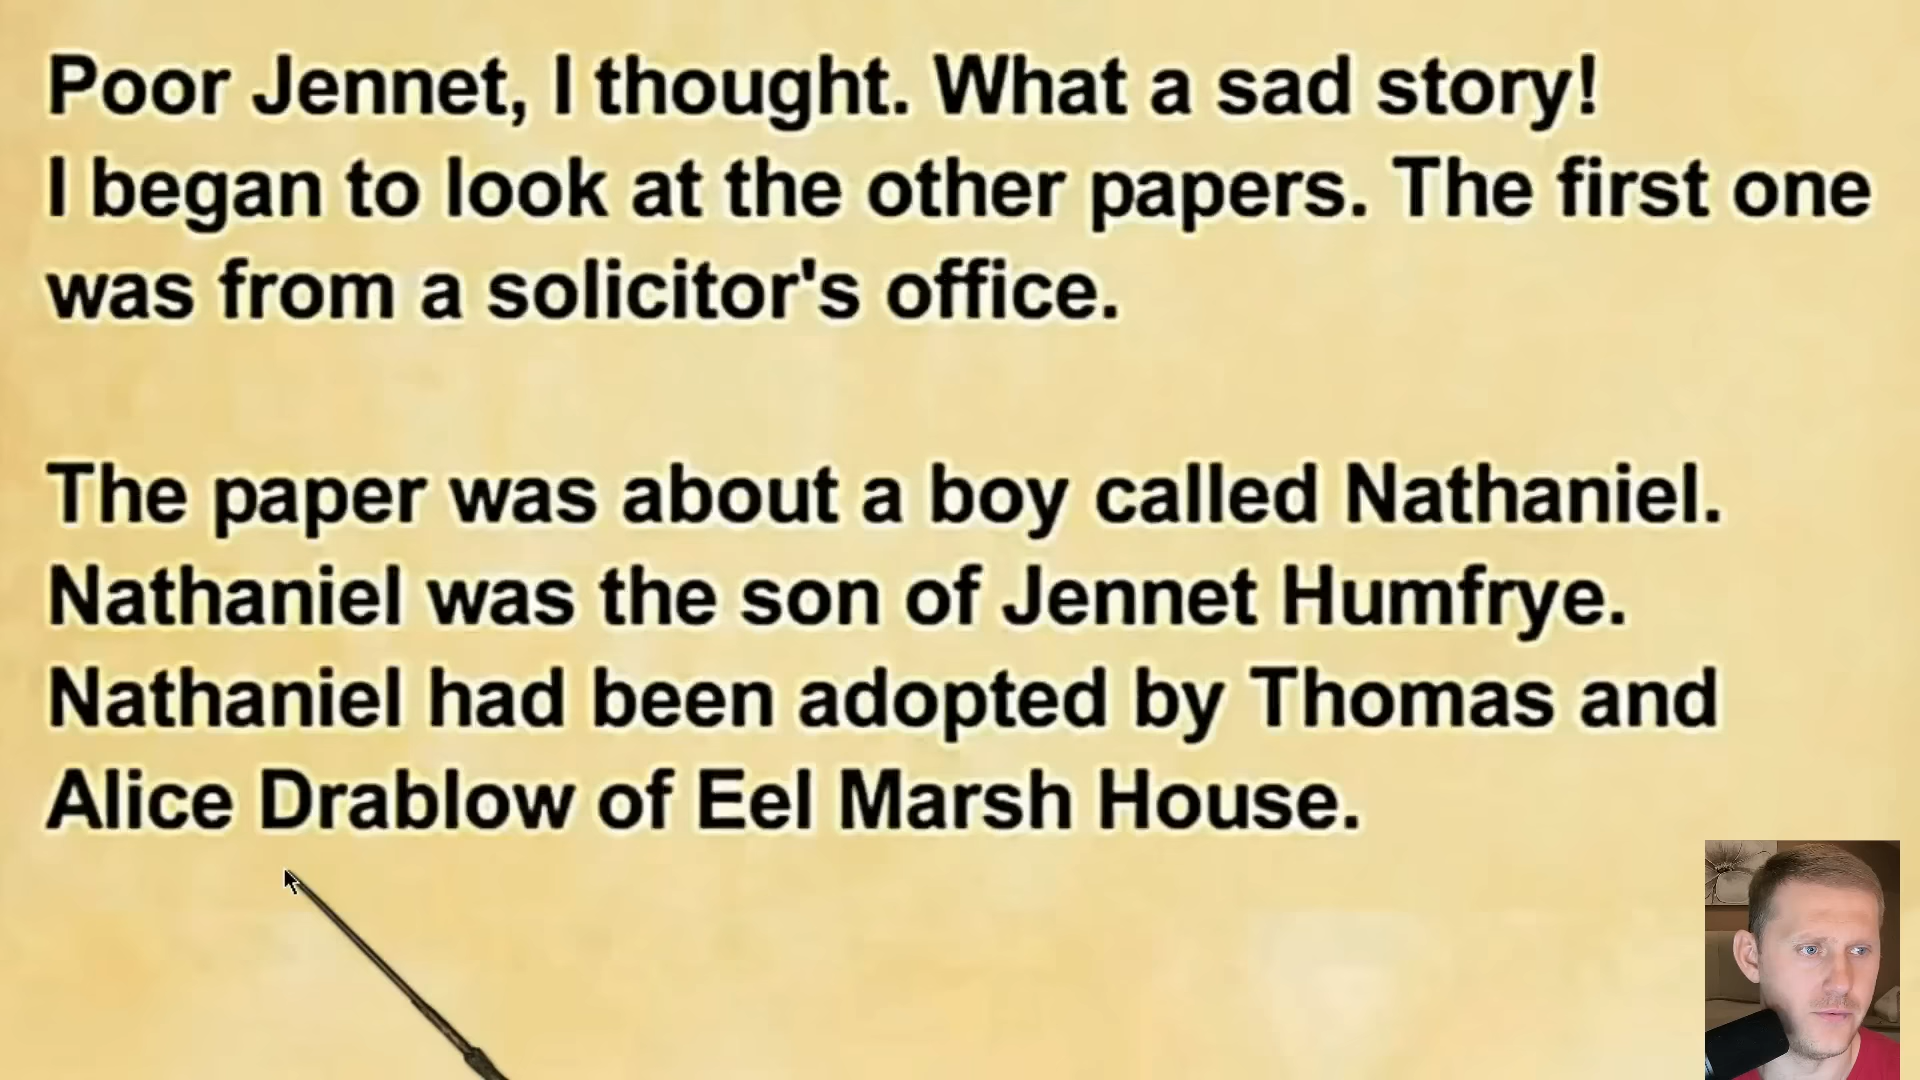 Poor Jennet, I thought. What a sad story!
I began to look at the other papers. The first one
was from a solicitor's office.
The paper was about a boy called Nathaniel.
Nathaniel was the son of Jennet Humfrye.
Nathaniel had been adopted by Thomas and
Alice Drablow of Eel Marsh House.